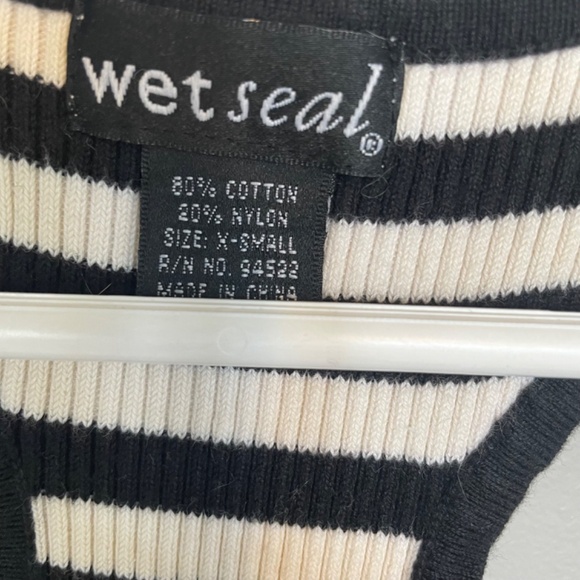 wet seal®
80% COTTON
20% NYLON
SIZE: X-SMALL
R/N NO. 94522
MADE IN CHINA